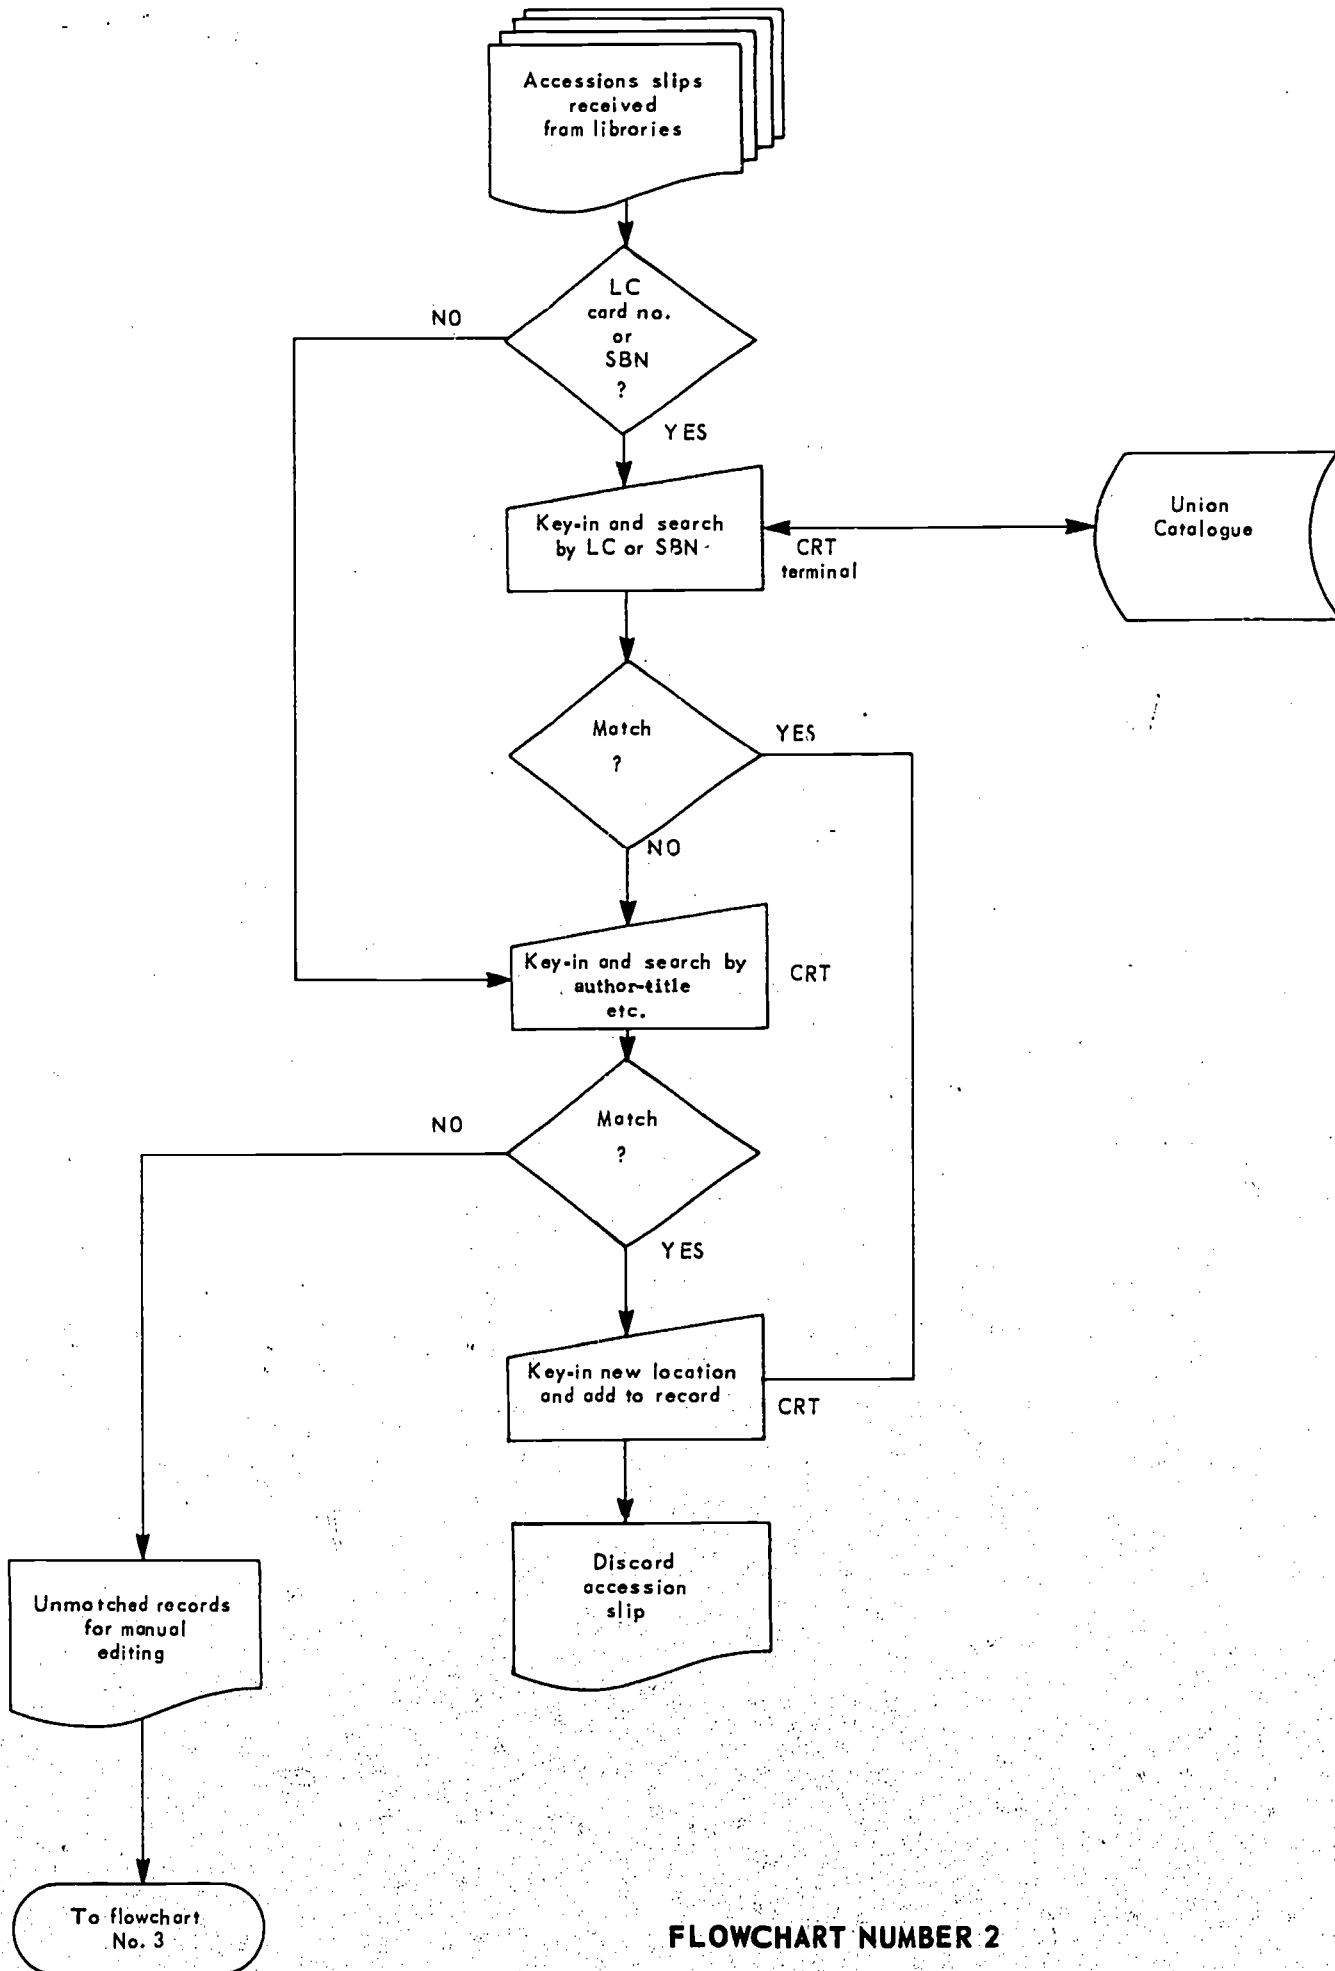 Accessions slips
received
from libraries
LC
card no.
or
SBN
?
NO
YES
Key-in and search
by LC or SBN
CRT
terminal
Union
Catalogue
Match
?
YES
NO
Key-in and search by
author-title
etc.
CRT
Match
?
NO
YES
Key-in new location
and add to record
CRT
Discard
accession
slip
Unmatched records
for manual
editing
To flowchart
No. 3
FLOWCHART NUMBER 2